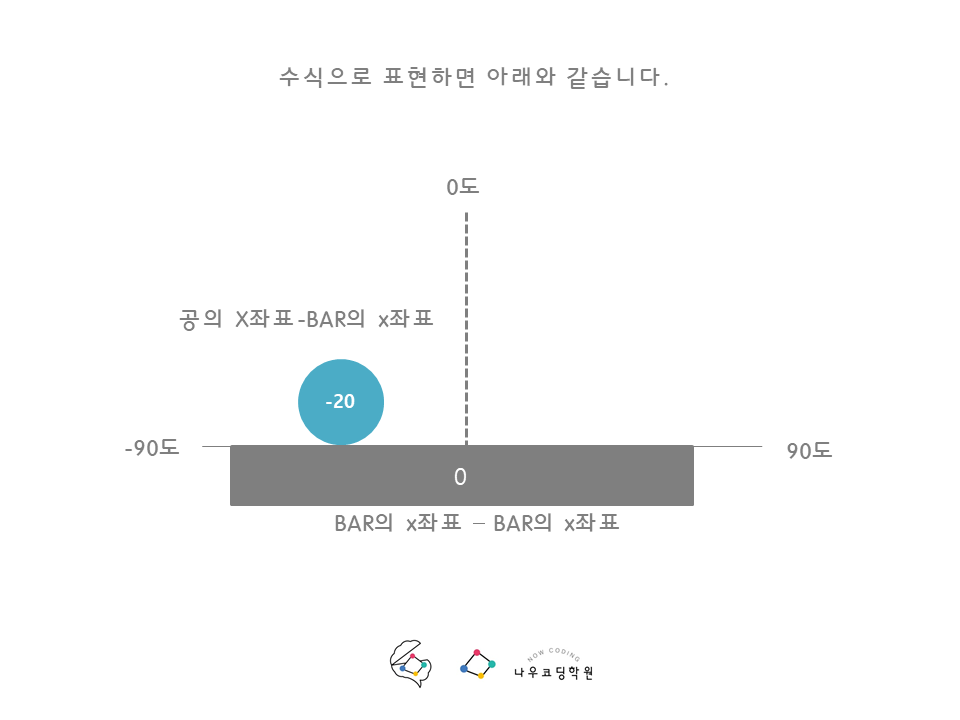 수식으로 표현하면 아래와 같습니다.
0도
공의 X좌표-BAR의 x좌표
-20
-90도
90도
0
BAR의 x좌표 – BAR의 x좌표
NOW CODING
나우코딩학원